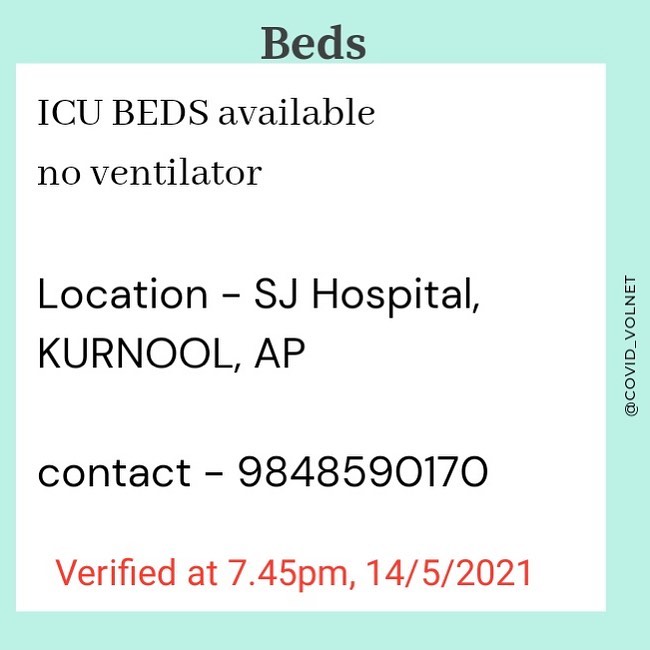 Beds
ICU BEDS available
no ventilator
Location - SJ Hospital,
KURNOOL, AP
contact - 9848590170
Verified at 7.45pm, 14/5/2021
@COVID_VOLNET